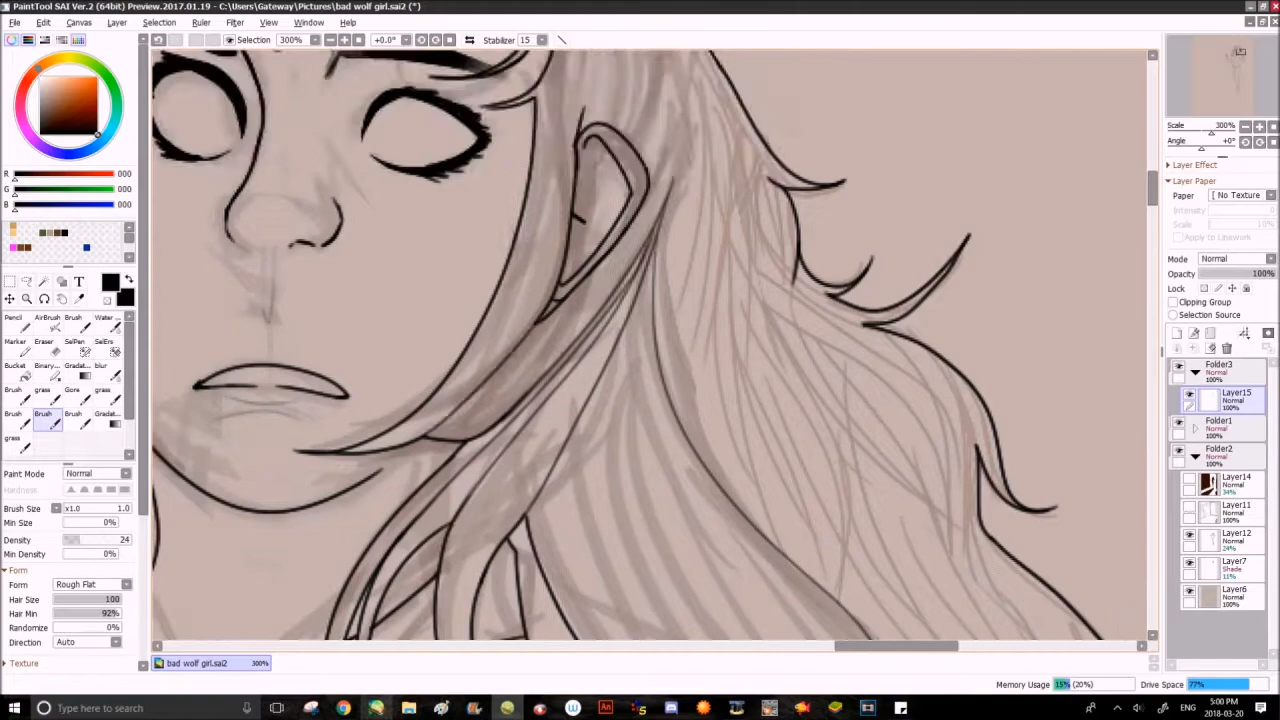 PaintTool SAI Ver.2 (64bit) Preview.2017.01.19 - C:\Users\Gateway\Pictures\bad wolf girl.sai2 (*)
File Edit Canvas Layer Selection Ruler Filter View Window Help
Selection 300% +0.0° Stabilizer 15
R 000
G 000
B 000
T
Pencil AirBrush Brush Water ...
Marker Eraser SelPen SelErs
Bucket Binary... Gradat... blur
Brush grass Gore Brush
Brush Brush Brush Gradat...
grass
Paint Mode Normal
Hardness
Brush Size x1.0 1.0
Min Size 0%
Density 24
Min Density 0%
Form
Form Rough Flat
Hair Size 100
Hair Min 92%
Randomize 0%
Direction Auto
Texture
Scale 300%
Angle +0°
Layer Effect
Layer Paper
Paper [ No Texture
Intensity
Scale 10%
Apply to Linework
Mode Normal
Opacity 100%
Lock
Clipping Group
Selection Source
Folder3
Normal
100%
Layer15
Normal
100%
Folder1
Normal
100%
Folder2
Normal
100%
Layer14
Normal
34%
Layer11
Normal
100%
Layer12
Normal
24%
Layer7
Shade
11%
Layer6
Normal
100%
bad wolf girl.sai2 300%
Memory Usage 15% (20%) Drive Space 77%
Type here to search
ENG
5:00 PM
2018-03-20